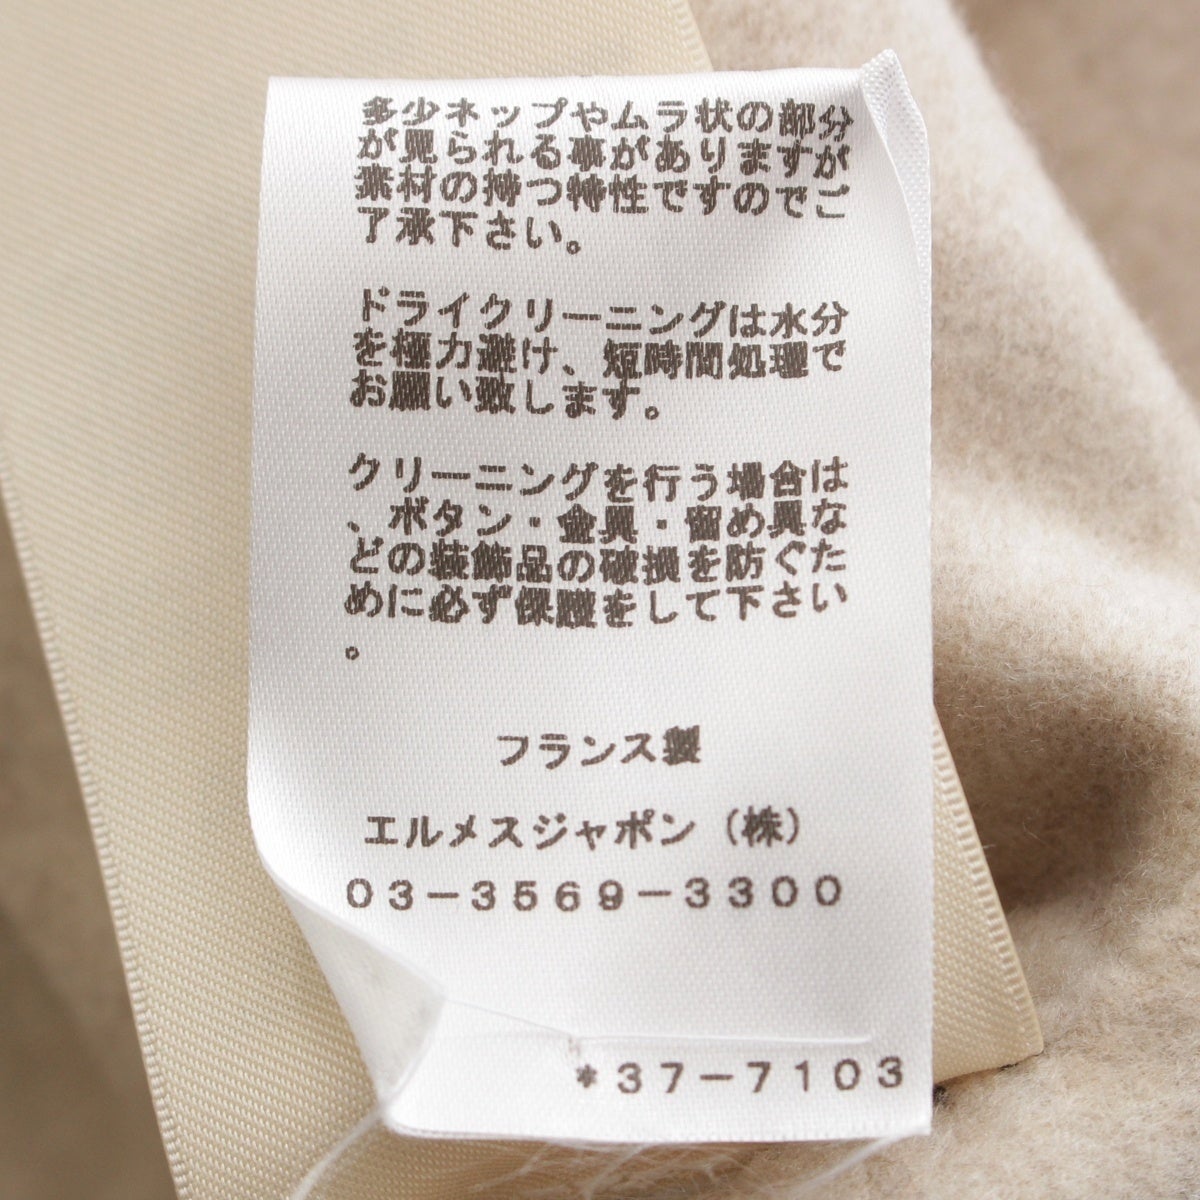 多少ネップやムラ状の部分
が見られる事がありますが
素材の持つ特性ですのでご
了承下さい。
ドライクリーニングは水分
を極力避け、短時間処理で
お願い致します。
クリーニングを行う場合は
、ボタン・金具・留め具な
どの装飾品の破損を防ぐた
めに必ず保護をして下さい
。
フランス製
エルメスジャポン（株）
０３－３５６９－３３００
＊３７－７１０３